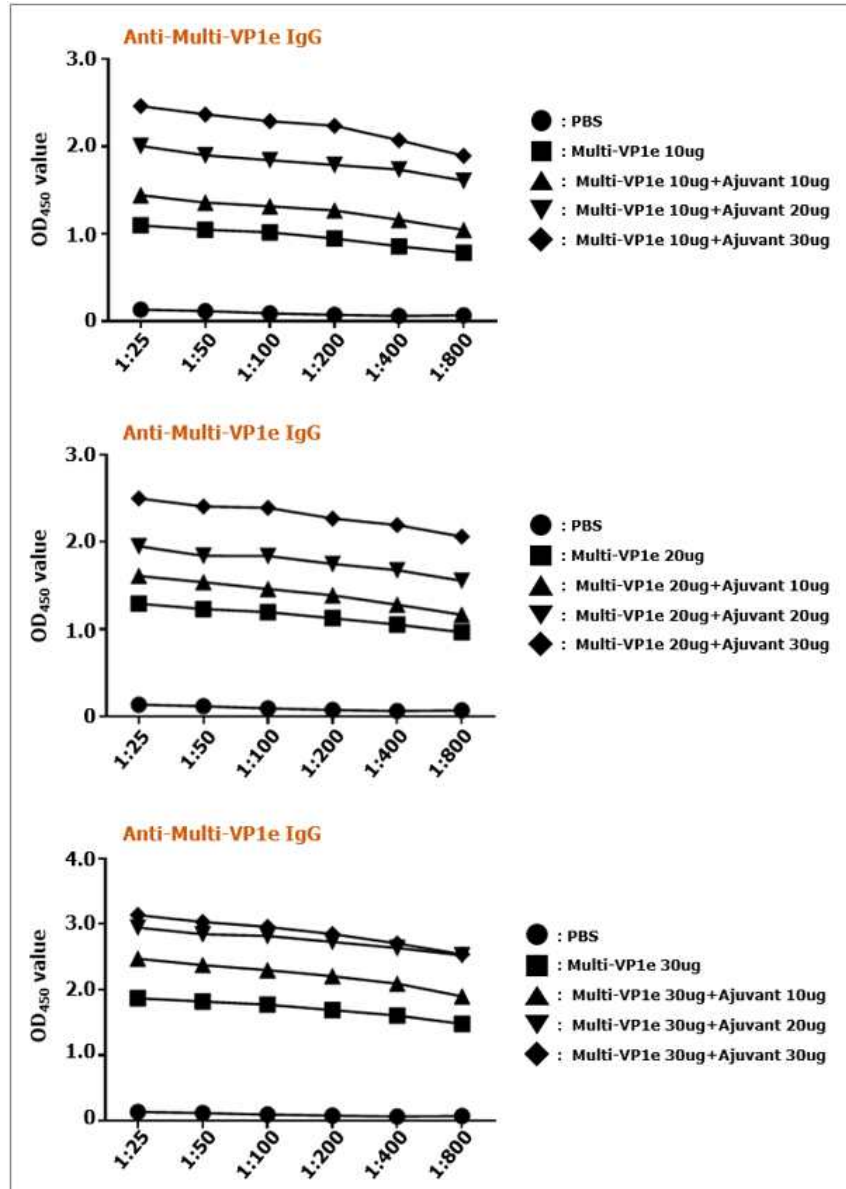 Anti-Multi-VP1e IgG
3.0
2.0
1.0
0
OD450 value
1:25
1:50
1:100
1:200
1:400
1:800
: PBS
: Multi-VP1e 10ug
: Multi-VP1e 10ug+Ajuvant 10ug
: Multi-VP1e 10ug+Ajuvant 20ug
: Multi-VP1e 10ug+Ajuvant 30ug
Anti-Multi-VP1e IgG
3.0
2.0
1.0
0
OD450 value
1:25
1:50
1:100
1:200
1:400
1:800
: PBS
: Multi-VP1e 20ug
: Multi-VP1e 20ug+Ajuvant 10ug
: Multi-VP1e 20ug+Ajuvant 20ug
: Multi-VP1e 20ug+Ajuvant 30ug
Anti-Multi-VP1e IgG
4.0
3.0
2.0
1.0
0
OD450 value
1:25
1:50
1:100
1:200
1:400
1:800
: PBS
: Multi-VP1e 30ug
: Multi-VP1e 30ug+Ajuvant 10ug
: Multi-VP1e 30ug+Ajuvant 20ug
: Multi-VP1e 30ug+Ajuvant 30ug